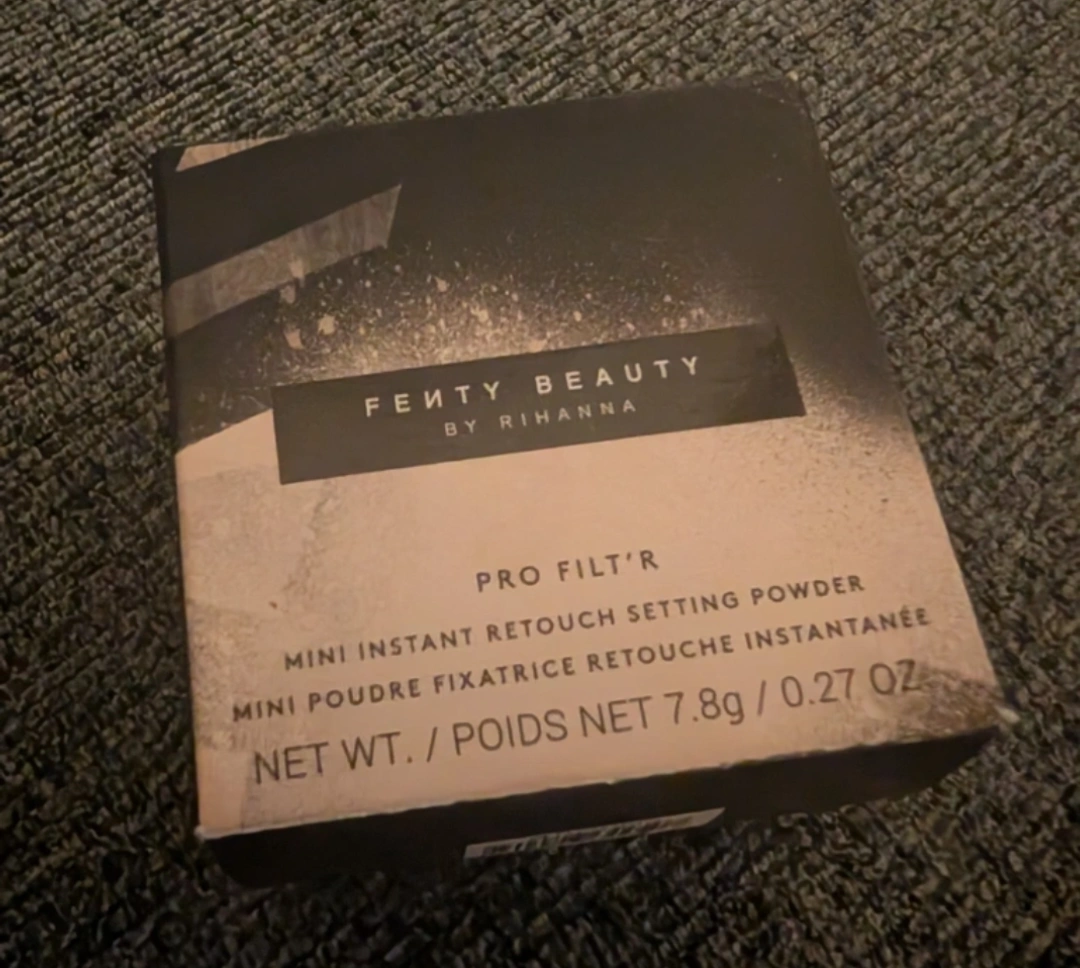 FEИTY BEAUTY
BY RIHANNA
PRO FILT'R
MINI INSTANT RETOUCH SETTING POWDER
MINI POUDRE FIXATRICE RETOUCHE INSTANTANÉE
NET WT. / POIDS NET 7.8g / 0.27 OZ